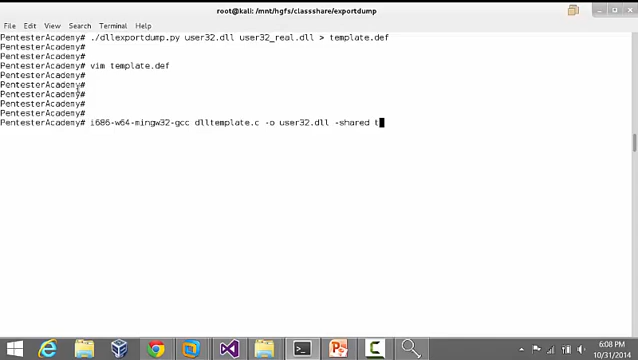 root@kali: /mnt/hgfs/classshare/exportdump
File Edit View Search Terminal Help
PentesterAcademy# ./dllexportdump.py user32.dll user32_real.dll > template.def
PentesterAcademy#
PentesterAcademy#
PentesterAcademy# vim template.def
PentesterAcademy#
PentesterAcademy#
PentesterAcademy#
PentesterAcademy#
PentesterAcademy#
PentesterAcademy# i686-w64-mingw32-gcc dlltemplate.c -o user32.dll -shared t
6:08 PM
10/31/2014